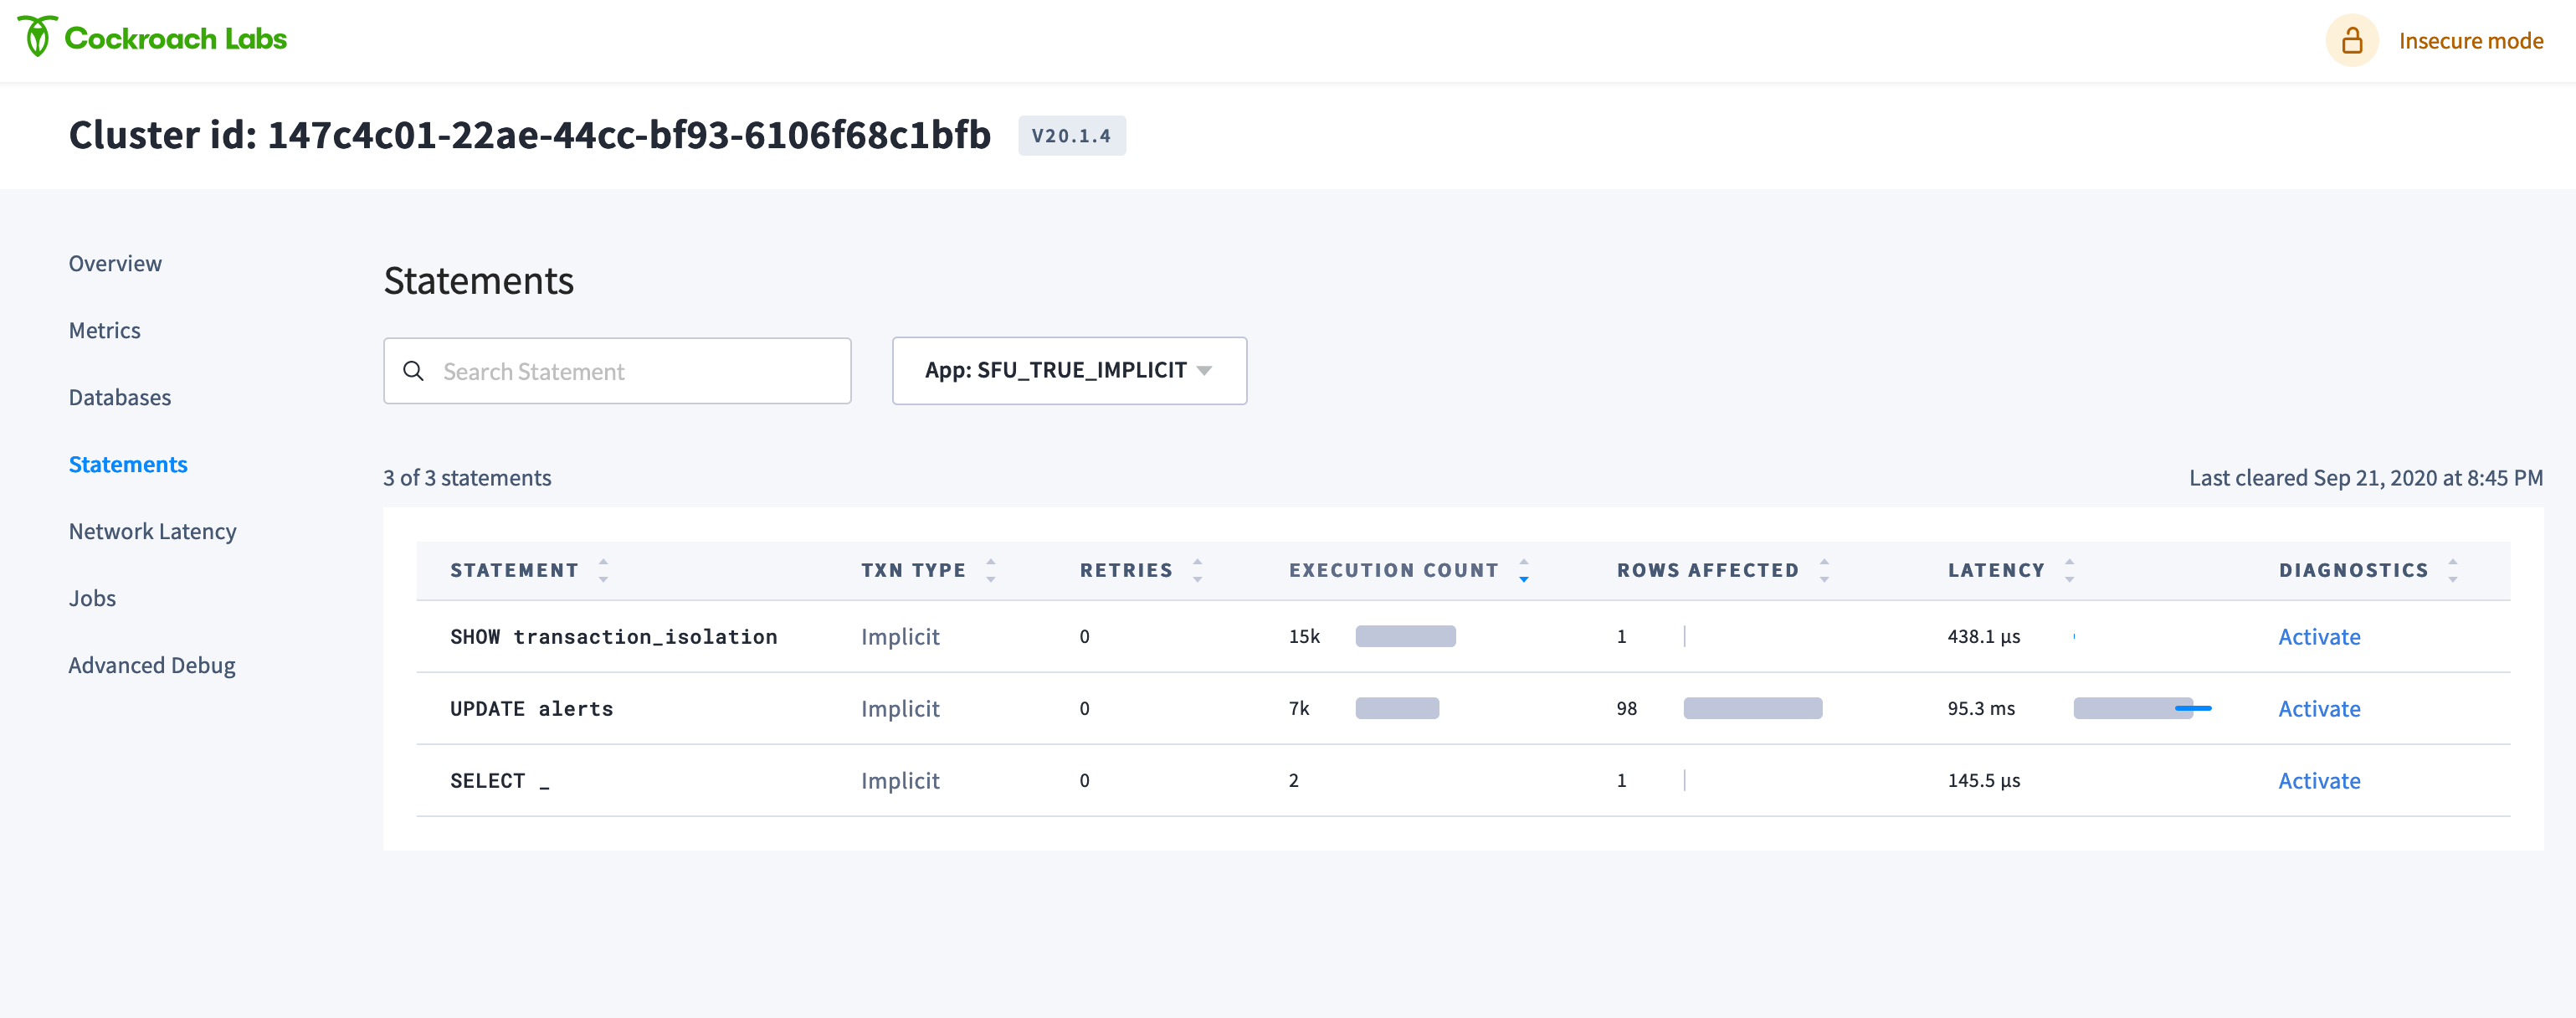 Cockroach Labs
Insecure mode
Cluster id: 147c4c01-22ae-44cc-bf93-6106f68c1bfb V20.1.4
Overview
Metrics
Databases
Statements
Network Latency
Jobs
Advanced Debug
Statements
Search Statement
App: SFU_TRUE_IMPLICIT
3 of 3 statements
Last cleared Sep 21, 2020 at 8:45 PM
STATEMENT TXN TYPE RETRIES EXECUTION COUNT ROWS AFFECTED LATENCY DIAGNOSTICS
SHOW transaction_isolation Implicit 0 15k 1 438.1 µs Activate
UPDATE alerts Implicit 0 7k 98 95.3 ms Activate
SELECT _ Implicit 0 2 1 145.5 µs Activate